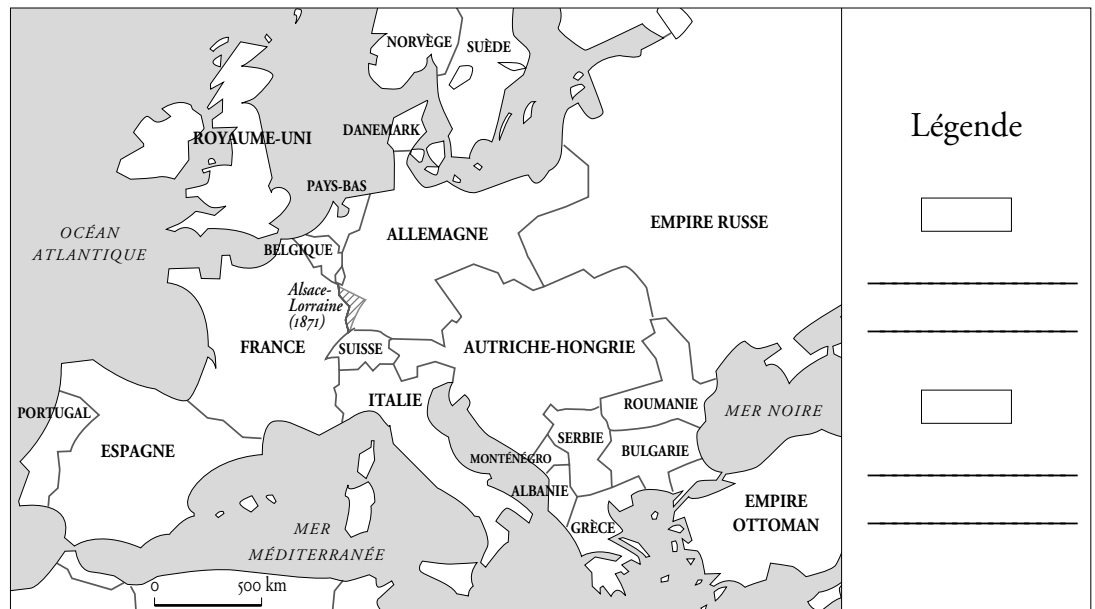 NORVÈGE
SUÈDE
DANEMARK
ROYAUME-UNI
PAYS-BAS
OCÉAN
ATLANTIQUE
BELGIQUE
ALLEMAGNE
EMPIRE RUSSE
Alsace-
Lorraine
(1871)
FRANCE
SUISSE
AUTRICHE-HONGRIE
ITALIE
ROUMANIE
MER NOIRE
PORTUGAL
ESPAGNE
SERBIE
BULGARIE
MONTÉNÉGRO
ALBANIE
GRÈCE
EMPIRE
OTTOMAN
MER
MÉDITERRANÉE
0 500 km
Légende